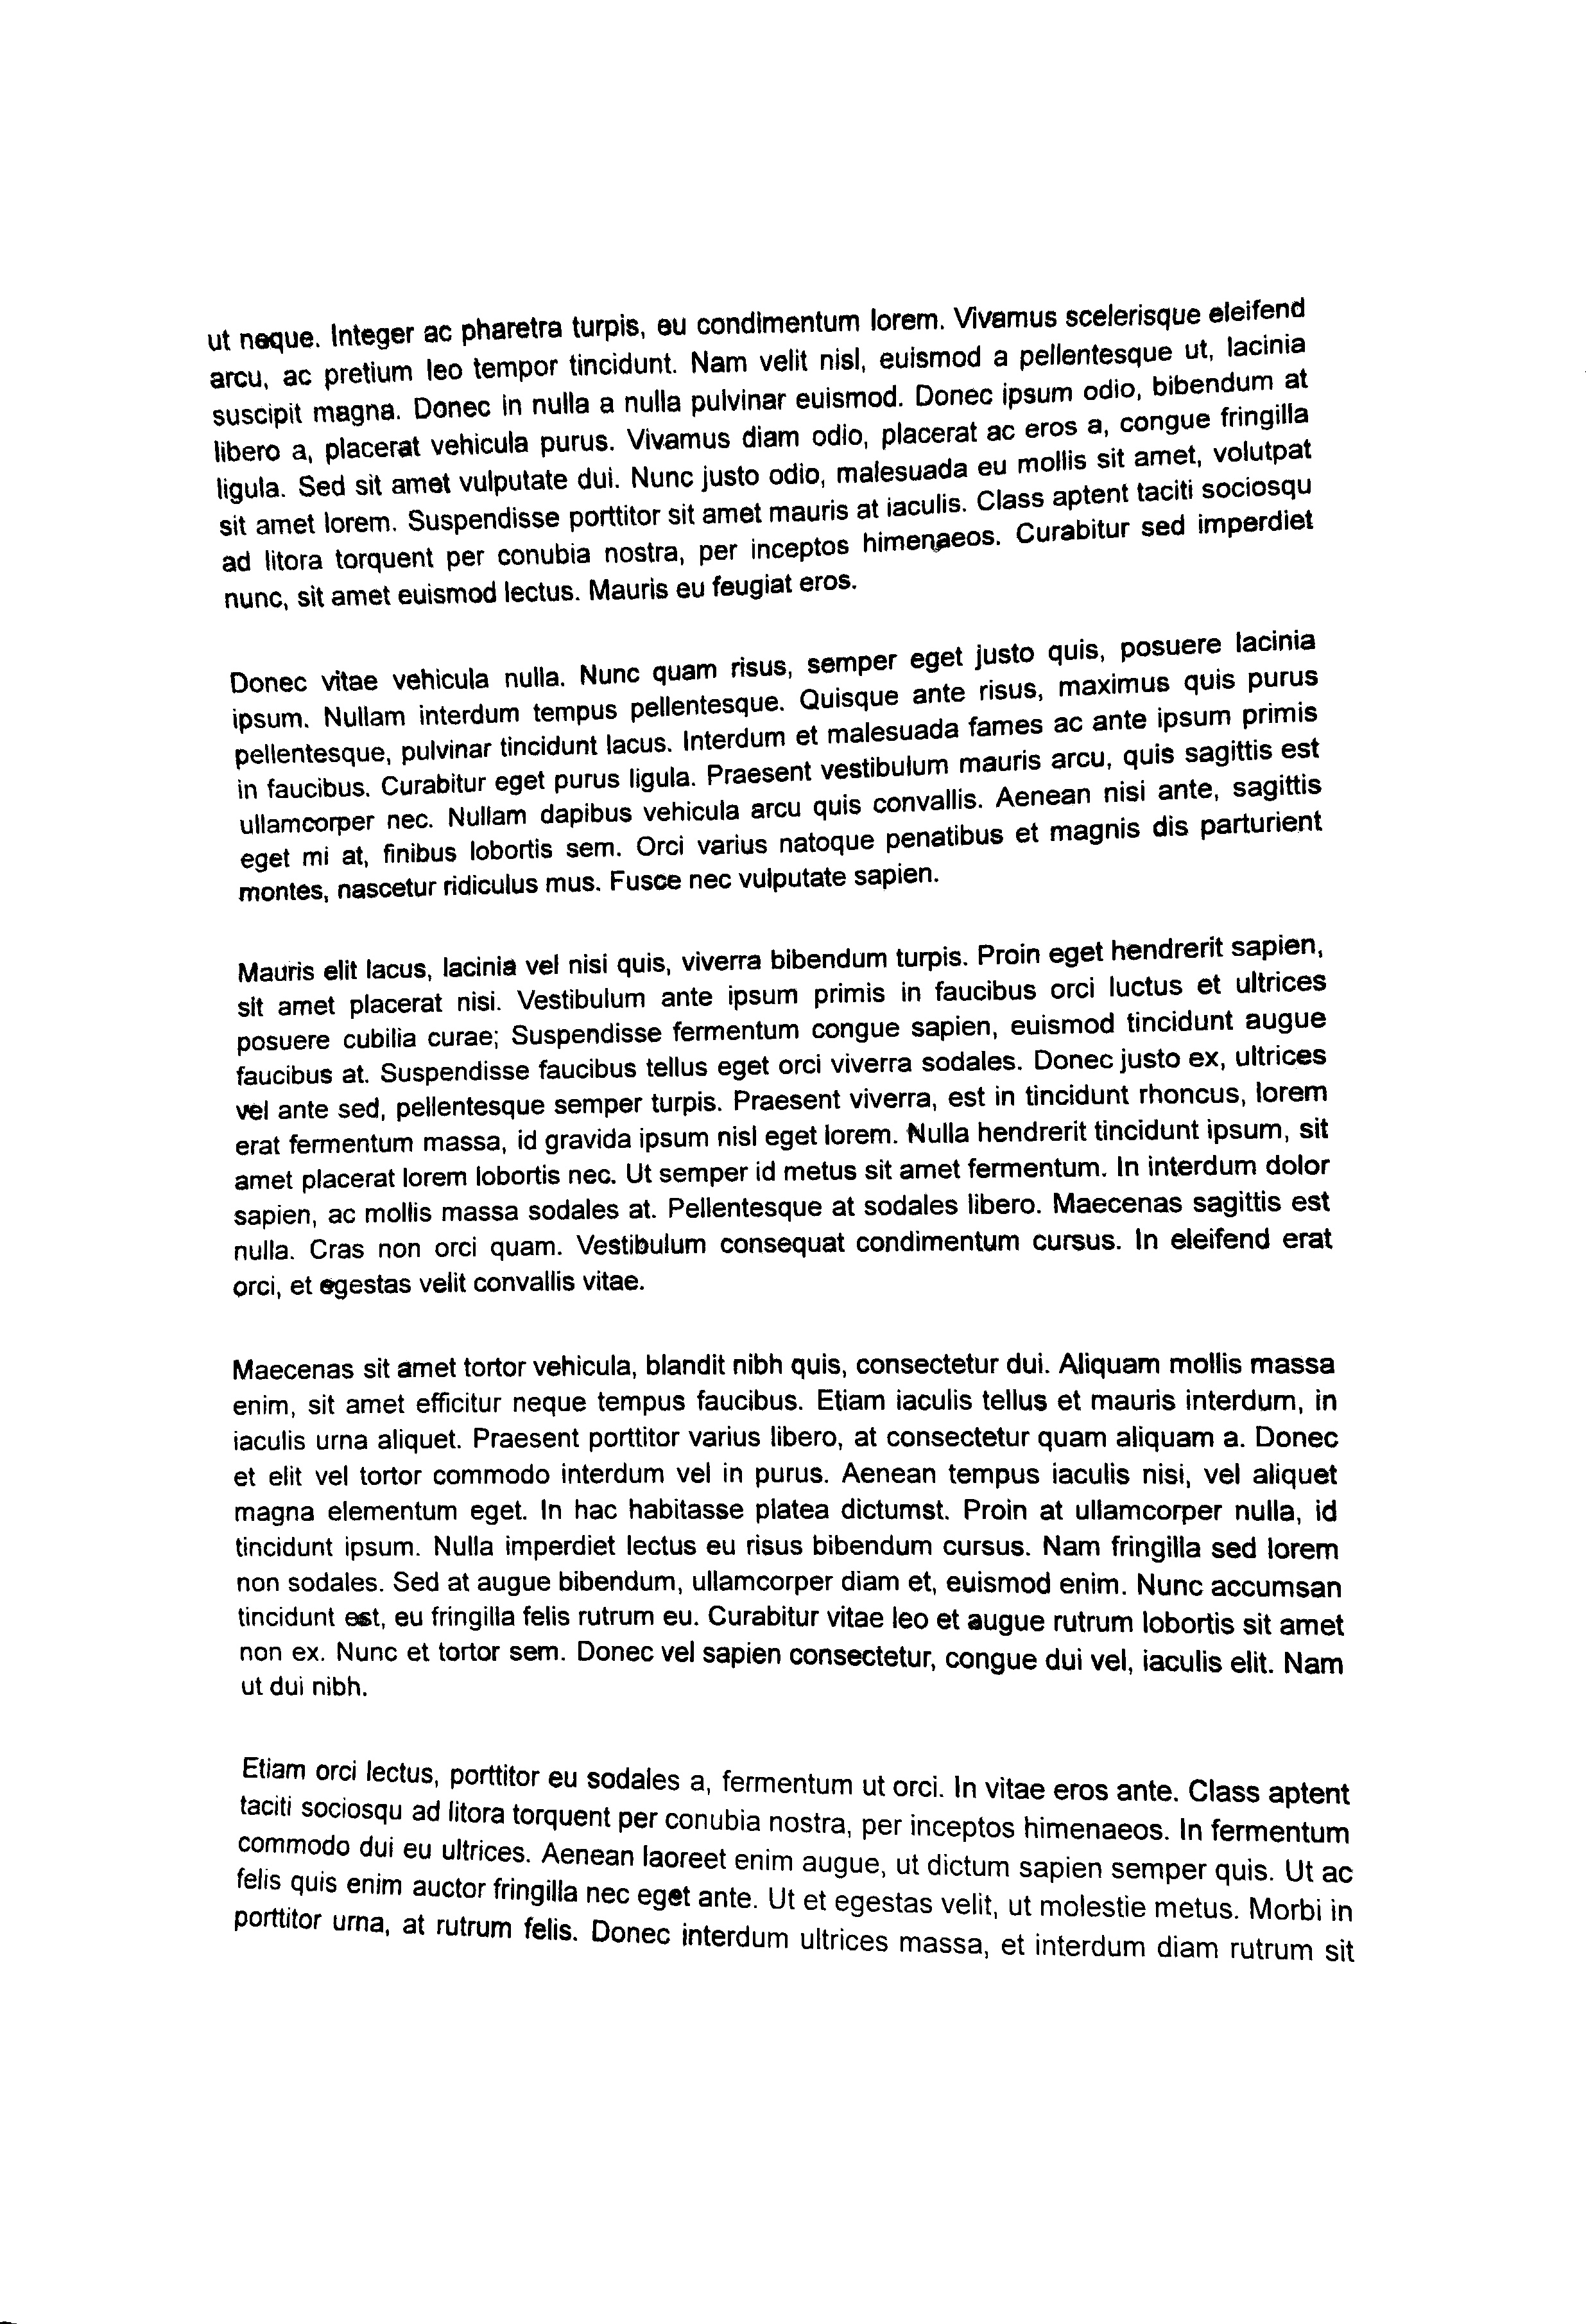 ut neque. Integer ac pharetra turpis, eu condimentum lorem. Vivamus scelerisque eleifend
arcu, ac pretium leo tempor tincidunt. Nam velit nisl, euismod a pellentesque ut, lacinia
suscipit magna. Donec in nulla a nulla pulvinar euismod. Donec ipsum odio, bibendum at
libero a, placerat vehicula purus. Vivamus diam odio, placerat ac eros a, congue fringilla
ligula. Sed sit amet vulputate dui. Nunc justo odio, malesuada eu mollis sit amet, volutpat
sit amet lorem. Suspendisse porttitor sit amet mauris at iaculis. Class aptent taciti sociosqu
ad litora torquent per conubia nostra, per inceptos himenaeos. Curabitur sed imperdiet
nunc, sit amet euismod lectus. Mauris eu feugiat eros.
Donec vitae vehicula nulla. Nunc quam risus, semper eget justo quis, posuere lacinia
ipsum. Nullam interdum tempus pellentesque. Quisque ante risus, maximus quis purus
pellentesque, pulvinar tincidunt lacus. Interdum et malesuada fames ac ante ipsum primis
in faucibus. Curabitur eget purus ligula. Praesent vestibulum mauris arcu, quis sagittis est
ullamcorper nec. Nullam dapibus vehicula arcu quis convallis. Aenean nisi ante, sagittis
eget mi at, finibus lobortis sem. Orci varius natoque penatibus et magnis dis parturient
montes, nascetur ridiculus mus. Fusce nec vulputate sapien.
Mauris elit lacus, lacinia vel nisi quis, viverra bibendum turpis. Proin eget hendrerit sapien,
sit amet placerat nisi. Vestibulum ante ipsum primis in faucibus orci luctus et ultrices
posuere cubilia curae; Suspendisse fermentum congue sapien, euismod tincidunt augue
faucibus at. Suspendisse faucibus tellus eget orci viverra sodales. Donec justo ex, ultrices
vel ante sed, pellentesque semper turpis. Praesent viverra, est in tincidunt rhoncus, lorem
erat fermentum massa, id gravida ipsum nisl eget lorem. Nulla hendrerit tincidunt ipsum, sit
amet placerat lorem lobortis nec. Ut semper id metus sit amet fermentum. In interdum dolor
sapien, ac mollis massa sodales at. Pellentesque at sodales libero. Maecenas sagittis est
nulla. Cras non orci quam. Vestibulum consequat condimentum cursus. In eleifend erat
orci, et egestas velit convallis vitae.
Maecenas sit amet tortor vehicula, blandit nibh quis, consectetur dui. Aliquam mollis massa
enim, sit amet efficitur neque tempus faucibus. Etiam iaculis tellus et mauris interdum, in
iaculis urna aliquet. Praesent porttitor varius libero, at consectetur quam aliquam a. Donec
et elit vel tortor commodo interdum vel in purus. Aenean tempus iaculis nisi, vel aliquet
magna elementum eget. In hac habitasse platea dictumst. Proin at ullamcorper nulla, id
tincidunt ipsum. Nulla imperdiet lectus eu risus bibendum cursus. Nam fringilla sed lorem
non sodales. Sed at augue bibendum, ullamcorper diam et, euismod enim. Nunc accumsan
tincidunt est, eu fringilla felis rutrum eu. Curabitur vitae leo et augue rutrum lobortis sit amet
non ex. Nunc et tortor sem. Donec vel sapien consectetur, congue dui vel, iaculis elit. Nam
ut dui nibh.
Etiam orci lectus, porttitor eu sodales a, fermentum ut orci. In vitae eros ante. Class aptent
taciti sociosqu ad litora torquent per conubia nostra, per inceptos himenaeos. In fermentum
commodo dui eu ultrices. Aenean laoreet enim augue, ut dictum sapien semper quis. Ut ac
felis quis enim auctor fringilla nec eget ante. Ut et egestas velit, ut molestie metus. Morbi in
porttitor urna, at rutrum felis. Donec interdum ultrices massa, et interdum diam rutrum sit